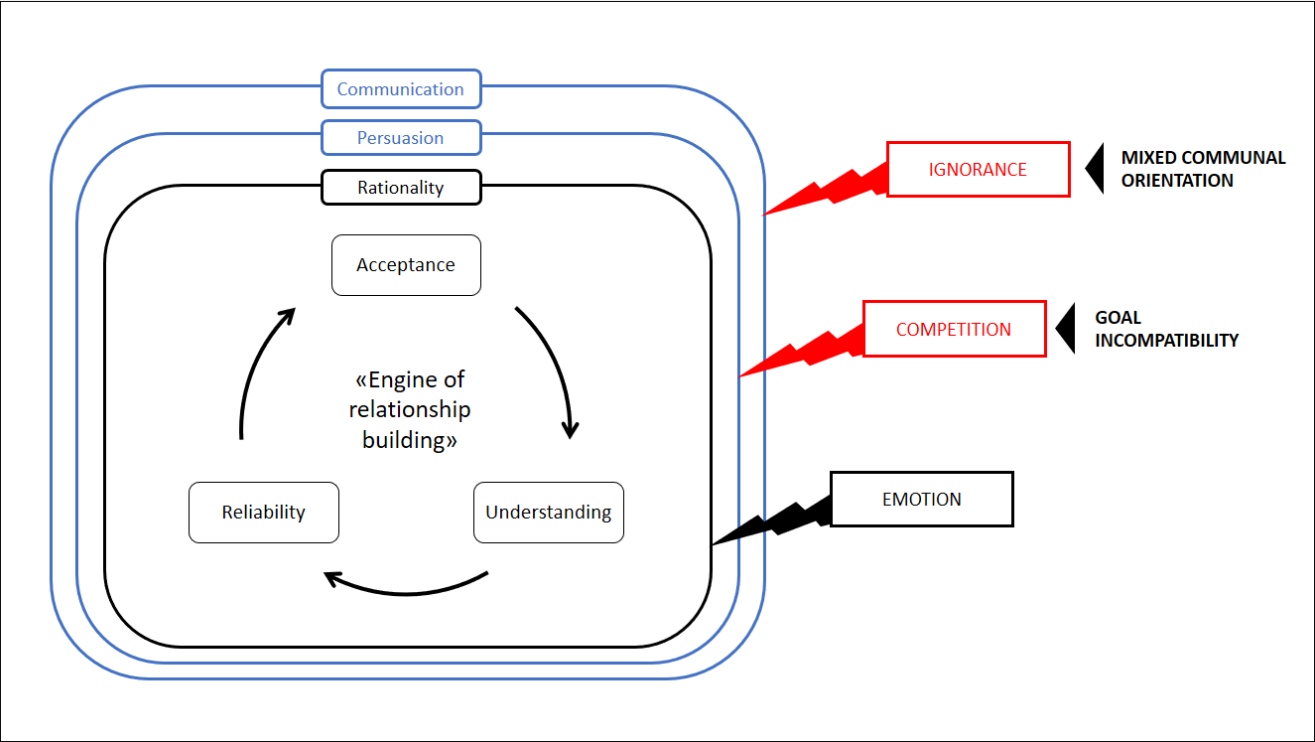 Communication
Persuasion
Rationality
Acceptance
«Engine of
relationship
building»
Reliability
Understanding
IGNORANCE
MIXED COMMUNAL
ORIENTATION
COMPETITION
GOAL
INCOMPATIBILITY
EMOTION